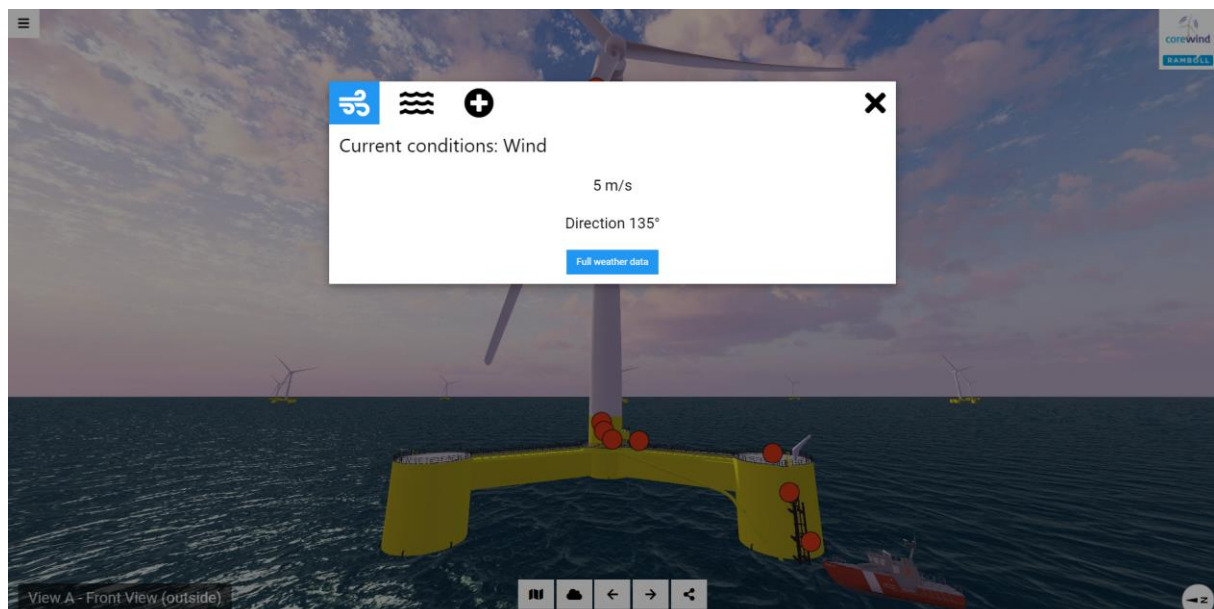 corewind
RAMBOLL
Current conditions: Wind
5 m/s
Direction 135°
Full weather data
View A - Front View (outside)
Z